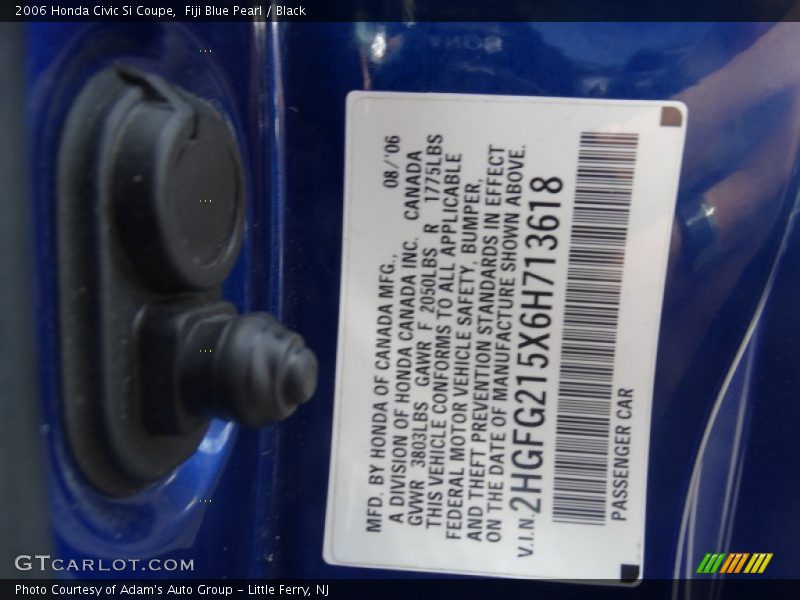 2006 Honda Civic Si Coupe,  Fiji Blue Pearl / Black
MFD. BY HONDA OF CANADA MFG.,  08/'06
A DIVISION OF HONDA CANADA INC.  CANADA
GVWR 3803LBS  GAWR F 2050LBS R 1775LBS
THIS VEHICLE CONFORMS TO ALL APPLICABLE
FEDERAL MOTOR VEHICLE SAFETY, BUMPER,
AND THEFT PREVENTION STANDARDS IN EFFECT
ON THE DATE OF MANUFACTURE SHOWN ABOVE.
V.I.N. 2HGFG215X6H713618
PASSENGER CAR
GTCARLOT.COM
Photo Courtesy of Adam's Auto Group - Little Ferry, NJ